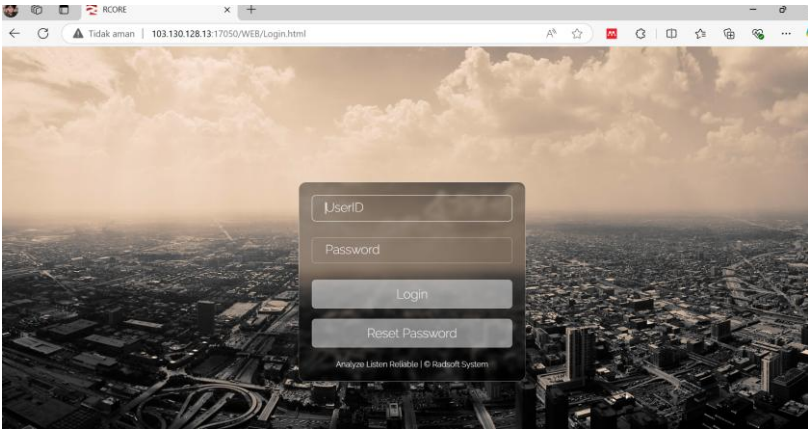 RCORE
Tidak aman | 103.130.128.13:17050/WEB/Login.html
UserID
Password
Login
Reset Password
Analyze Listen Reliable | © Radsoft System